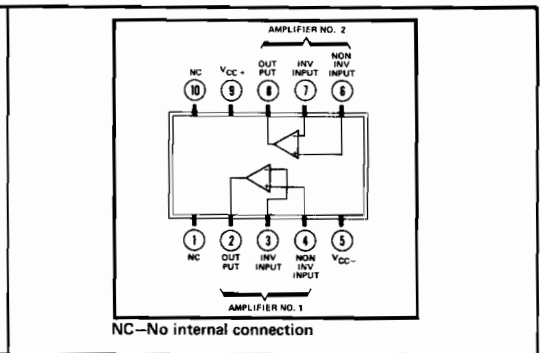 AMPLIFIER NO. 2
NC
VCC+
OUT
PUT
INV
INPUT
NON
INV
INPUT
10
9
8
7
6
1
2
3
4
5
NC
OUT
PUT
INV
INPUT
NON
INV
INPUT
VCC−
AMPLIFIER NO. 1
NC—No internal connection